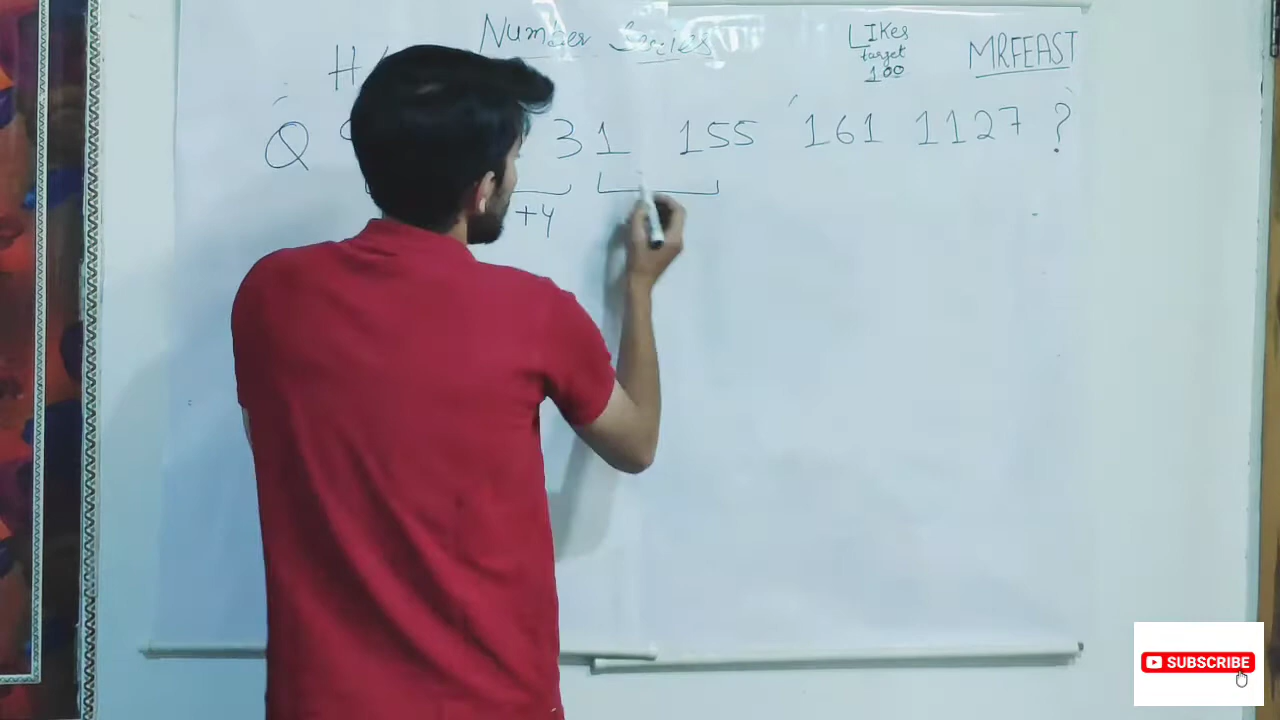 Number Series
LIKes
target
100
MRFEAST
Q 31 155 161 1127 ?
+4
SUBSCRIBE